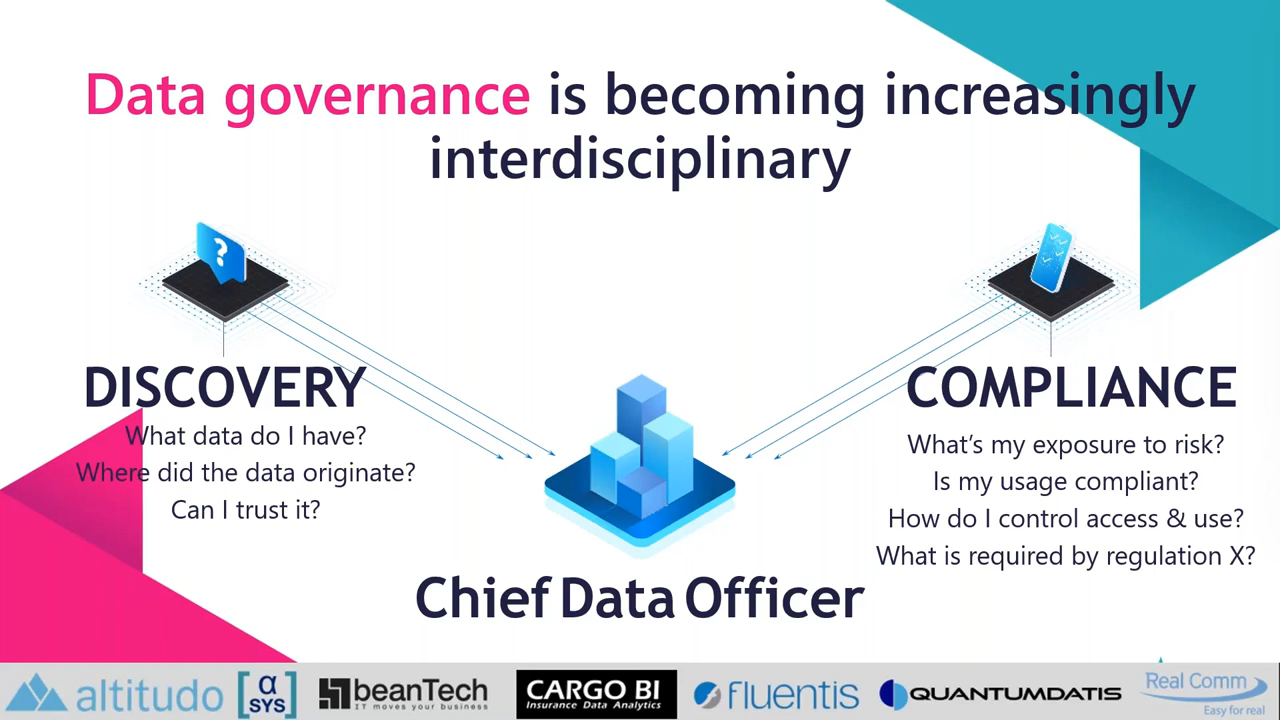 Data governance is becoming increasingly
interdisciplinary
?
DISCOVERY
What data do I have?
Where did the data originate?
Can I trust it?
COMPLIANCE
What’s my exposure to risk?
Is my usage compliant?
How do I control access & use?
What is required by regulation X?
Chief Data Officer
altitudo
α
SYS
beanTech
IT moves your business
CARGO BI
Insurance Data Analytics
fluentis
QUANTUMDATIS
Real Comm
Easy for real